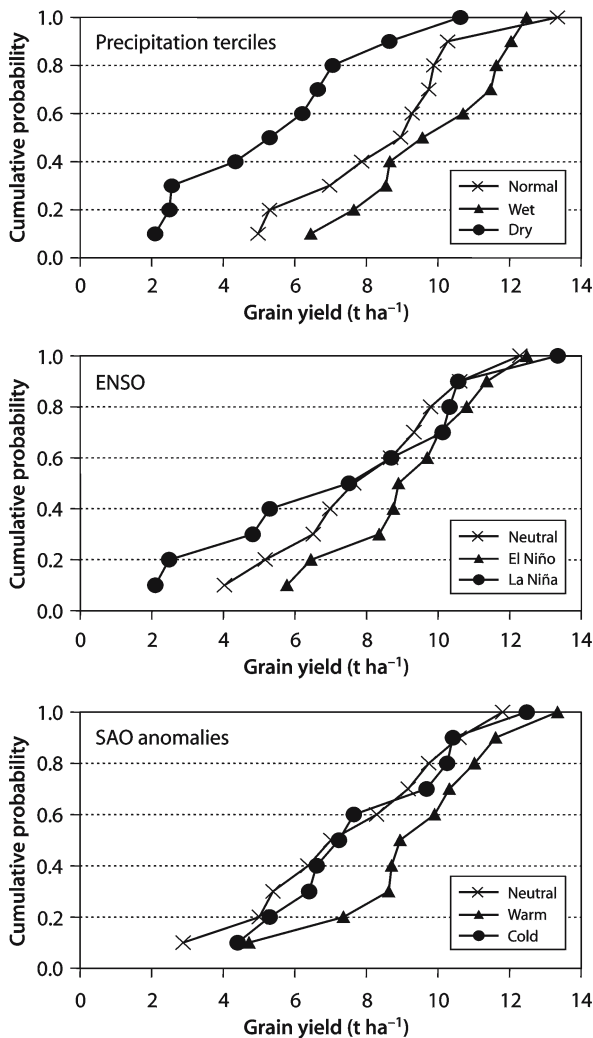 Precipitation terciles
Cumulative probability
1.0
0.8
0.6
0.4
0.2
0.0
Normal
Wet
Dry
0 2 4 6 8 10 12 14
Grain yield (t ha⁻¹)
ENSO
Cumulative probability
1.0
0.8
0.6
0.4
0.2
0.0
Neutral
El Niño
La Niña
0 2 4 6 8 10 12 14
Grain yield (t ha⁻¹)
SAO anomalies
Cumulative probability
1.0
0.8
0.6
0.4
0.2
0.0
Neutral
Warm
Cold
0 2 4 6 8 10 12 14
Grain yield (t ha⁻¹)